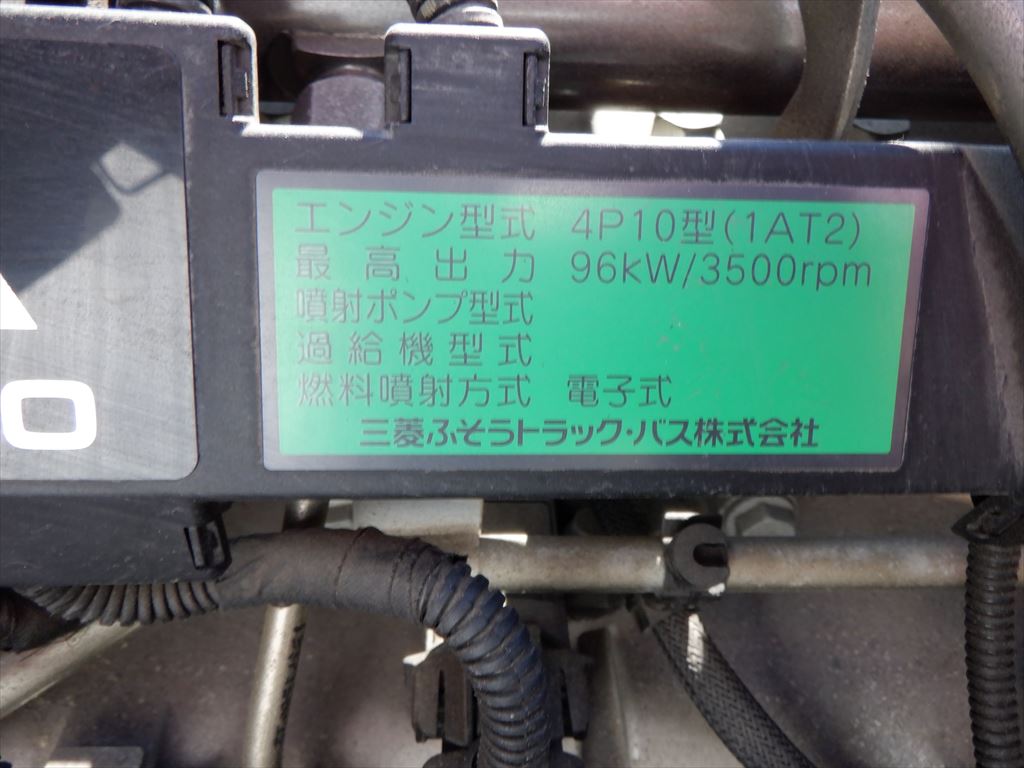 エンジン型式 4P10型(1AT2)
最高出力 96kW/3500rpm
噴射ポンプ型式
過給機型式
燃料噴射方式 電子式
三菱ふそうトラック・バス株式会社